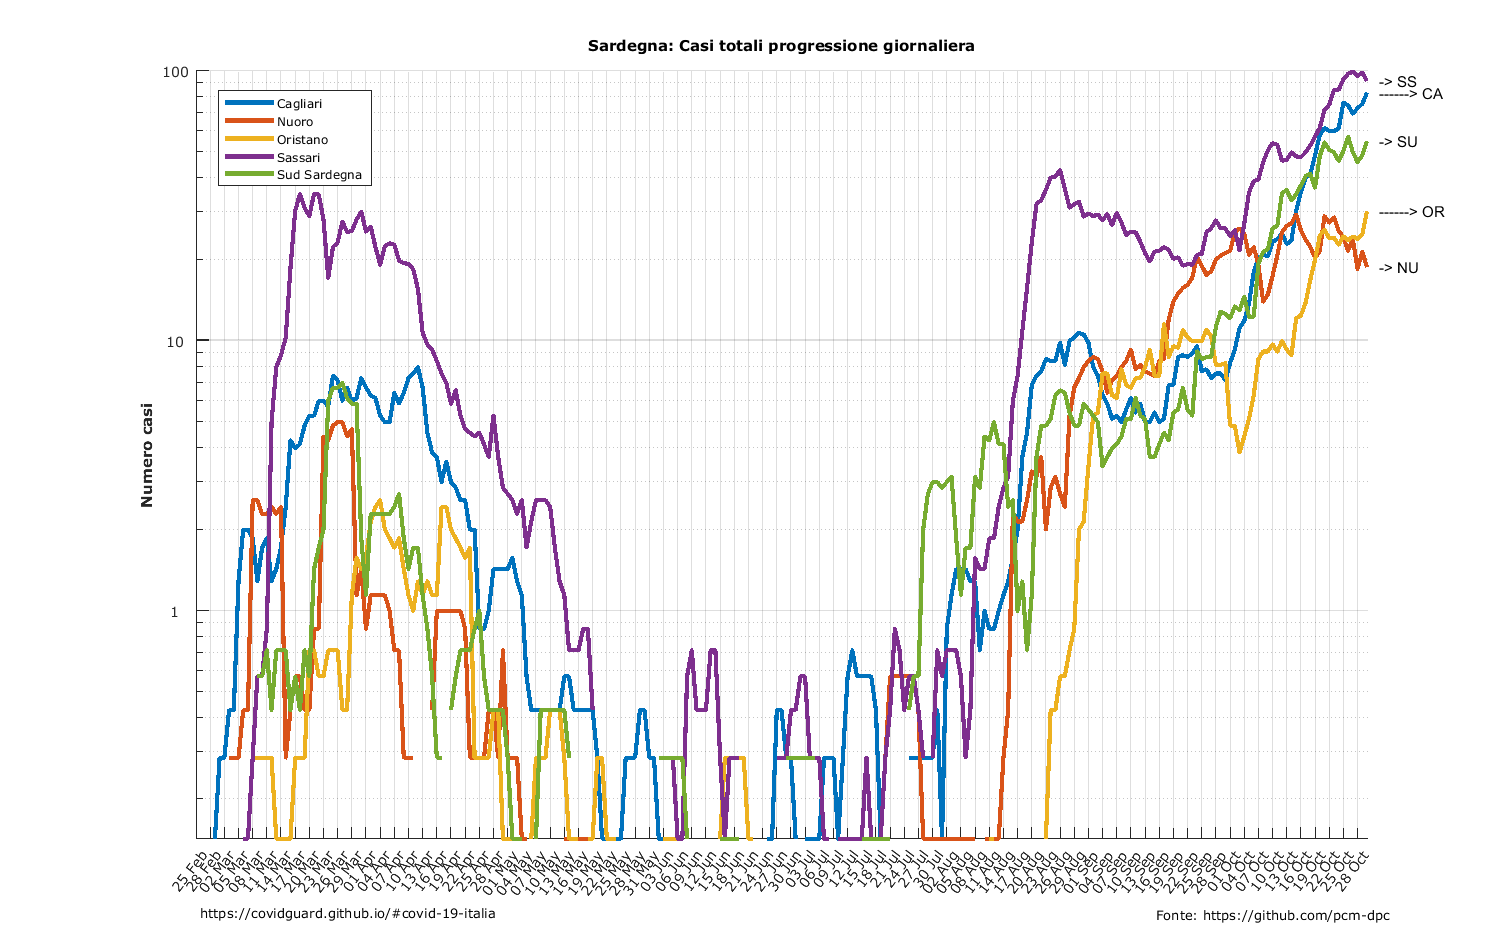 Sardegna: Casi totali progressione giornaliera
100
10
1
Numero casi
Cagliari
Nuoro
Oristano
Sassari
Sud Sardegna
-> SS
------> CA
-> SU
------> OR
-> NU
25 Feb
28 Feb
02 Mar
05 Mar
08 Mar
11 Mar
14 Mar
17 Mar
20 Mar
23 Mar
26 Mar
29 Mar
01 Apr
04 Apr
07 Apr
10 Apr
13 Apr
16 Apr
19 Apr
22 Apr
25 Apr
28 Apr
01 May
04 May
07 May
10 May
13 May
16 May
19 May
22 May
25 May
28 May
31 May
03 Jun
06 Jun
09 Jun
12 Jun
15 Jun
18 Jun
21 Jun
24 Jun
27 Jun
30 Jun
03 Jul
06 Jul
09 Jul
12 Jul
15 Jul
18 Jul
21 Jul
24 Jul
27 Jul
30 Jul
02 Aug
05 Aug
08 Aug
11 Aug
14 Aug
17 Aug
20 Aug
23 Aug
26 Aug
29 Aug
01 Sep
04 Sep
07 Sep
10 Sep
13 Sep
16 Sep
19 Sep
22 Sep
25 Sep
28 Sep
01 Oct
04 Oct
07 Oct
10 Oct
13 Oct
16 Oct
19 Oct
22 Oct
25 Oct
28 Oct
https://covidguard.github.io/#covid-19-italia
Fonte: https://github.com/pcm-dpc